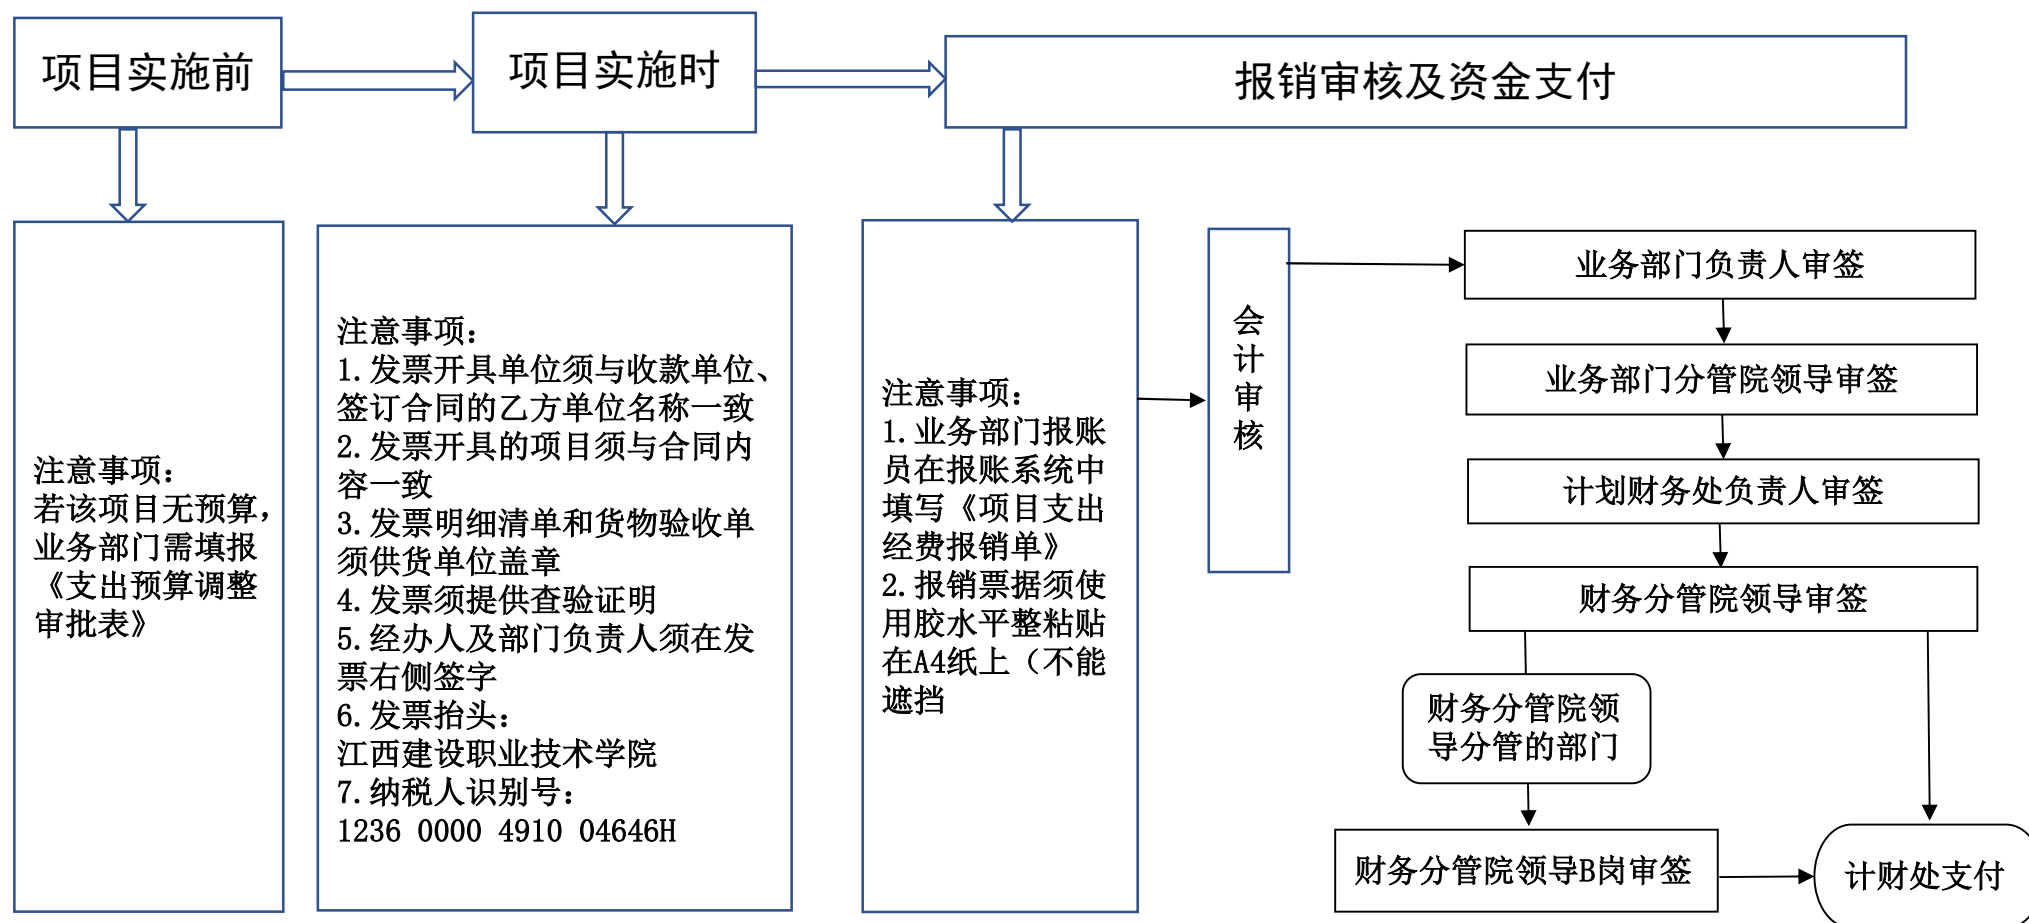 项目实施前
项目实施时
报销审核及资金支付
注意事项：
若该项目无预算，
业务部门需填报
《支出预算调整
审批表》
注意事项：
1.发票开具单位须与收款单位、
签订合同的乙方单位名称一致
2.发票开具的项目须与合同内
容一致
3.发票明细清单和货物验收单
须供货单位盖章
4.发票须提供查验证明
5.经办人及部门负责人须在发
票右侧签字
6.发票抬头：
江西建设职业技术学院
7.纳税人识别号：
1236 0000 4910 04646H
注意事项：
1.业务部门报账
员在报账系统中
填写《项目支出
经费报销单》
2.报销票据须使
用胶水平整粘贴
在A4纸上（不能
遮挡
会
计
审
核
业务部门负责人审签
业务部门分管院领导审签
计划财务处负责人审签
财务分管院领导审签
财务分管院领
导分管的部门
财务分管院领导B岗审签
计财处支付